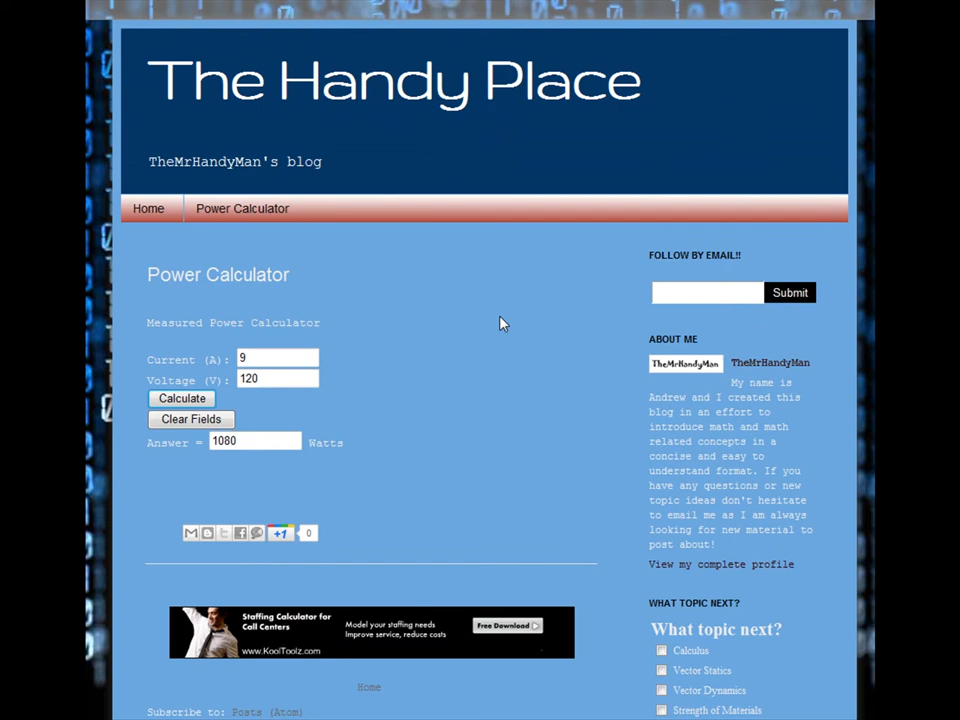 The Handy Place
TheMrHandyMan's blog
Home
Power Calculator
Power Calculator
Measured Power Calculator
Current (A): 9
Voltage (V): 120
Calculate
Clear Fields
Answer = 1080 Watts
+1
0
Staffing Calculator for
Call Centers
www.KoolToolz.com
Model your staffing needs
Improve service, reduce costs
Free Download
Home
Subscribe to: Posts (Atom)
FOLLOW BY EMAIL!!
Submit
ABOUT ME
TheMrHandyMan
TheMrHandyMan
My name is
Andrew and I created this
blog in an effort to
introduce math and math
related concepts in a
concise and easy to
understand format. If you
have any questions or new
topic ideas don't hesitate
to email me as I am always
looking for new material to
post about!
View my complete profile
WHAT TOPIC NEXT?
What topic next?
Calculus
Vector Statics
Vector Dynamics
Strength of Materials